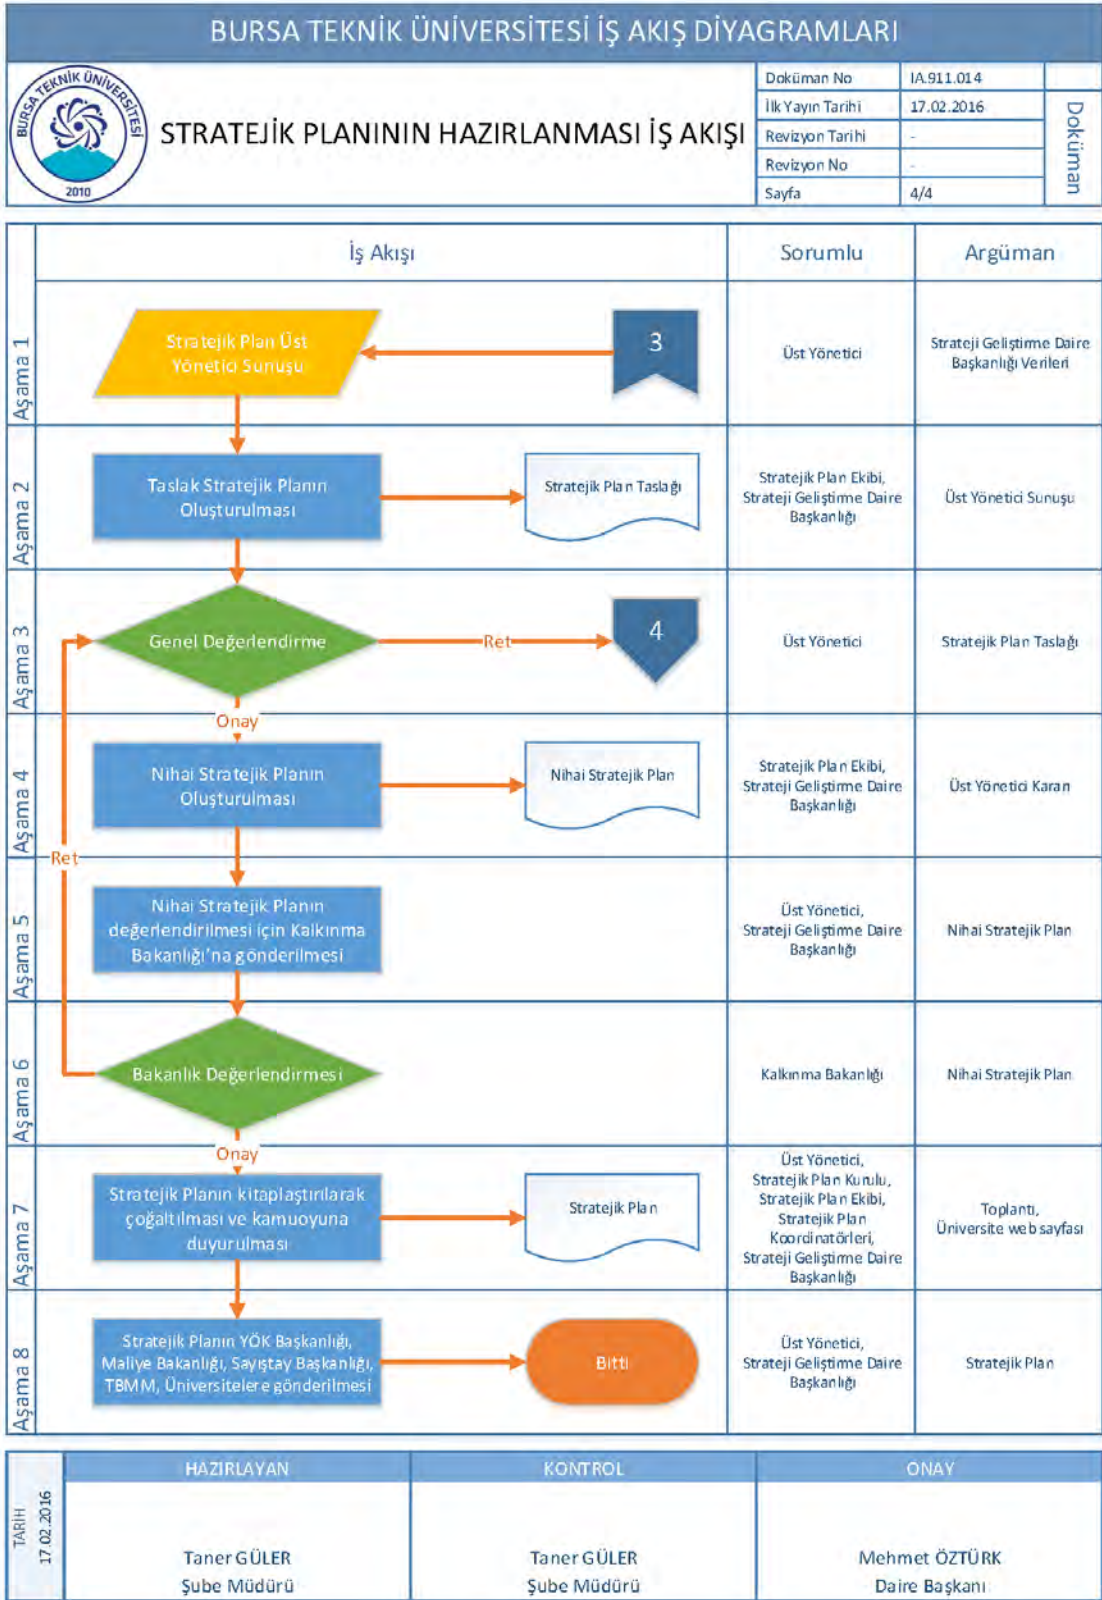 BURSA TEKNİK ÜNİVERSİTESİ İŞ AKIŞ DİYAGRAMLARI
BURSA TEKNİK ÜNİVERSİTESİ
2010
STRATEJİK PLANININ HAZIRLANMASI İŞ AKIŞI
Doküman No IA.911.014
İlk Yayın Tarihi 17.02.2016
Revizyon Tarihi -
Revizyon No -
Sayfa 4/4
Doküman
İş Akışı Sorumlu Argüman
Aşama 1
Stratejik Plan Üst
Yönetici Sunuşu
3
Üst Yönetici
Strateji Geliştirme Daire
Başkanlığı Verileri
Aşama 2
Taslak Stratejik Planın
Oluşturulması
Stratejik Plan Taslağı
Stratejik Plan Ekibi,
Strateji Geliştirme Daire
Başkanlığı
Üst Yönetici Sunuşu
Aşama 3
Genel Değerlendirme
Ret
4
Üst Yönetici
Stratejik Plan Taslağı
Onay
Aşama 4
Nihai Stratejik Planın
Oluşturulması
Nihai Stratejik Plan
Stratejik Plan Ekibi,
Strateji Geliştirme Daire
Başkanlığı
Üst Yönetici Kararı
Ret
Aşama 5
Nihai Stratejik Planın
değerlendirilmesi için Kalkınma
Bakanlığı'na gönderilmesi
Üst Yönetici,
Strateji Geliştirme Daire
Başkanlığı
Nihai Stratejik Plan
Aşama 6
Bakanlık Değerlendirmesi
Kalkınma Bakanlığı
Nihai Stratejik Plan
Onay
Aşama 7
Stratejik Planın kitaplaştırılarak
çoğaltılması ve kamuoyuna
duyurulması
Stratejik Plan
Üst Yönetici,
Stratejik Plan Kurulu,
Stratejik Plan Ekibi,
Stratejik Plan
Koordinatörleri,
Strateji Geliştirme Daire
Başkanlığı
Toplantı,
Üniversite web sayfası
Aşama 8
Stratejik Planın YÖK Başkanlığı,
Maliye Bakanlığı, Sayıştay Başkanlığı,
TBMM, Üniversitelere gönderilmesi
Bitti
Üst Yönetici,
Strateji Geliştirme Daire
Başkanlığı
Stratejik Plan
TARİH
17.02.2016
HAZIRLAYAN KONTROL ONAY
Taner GÜLER Taner GÜLER Mehmet ÖZTÜRK
Şube Müdürü Şube Müdürü Daire Başkanı